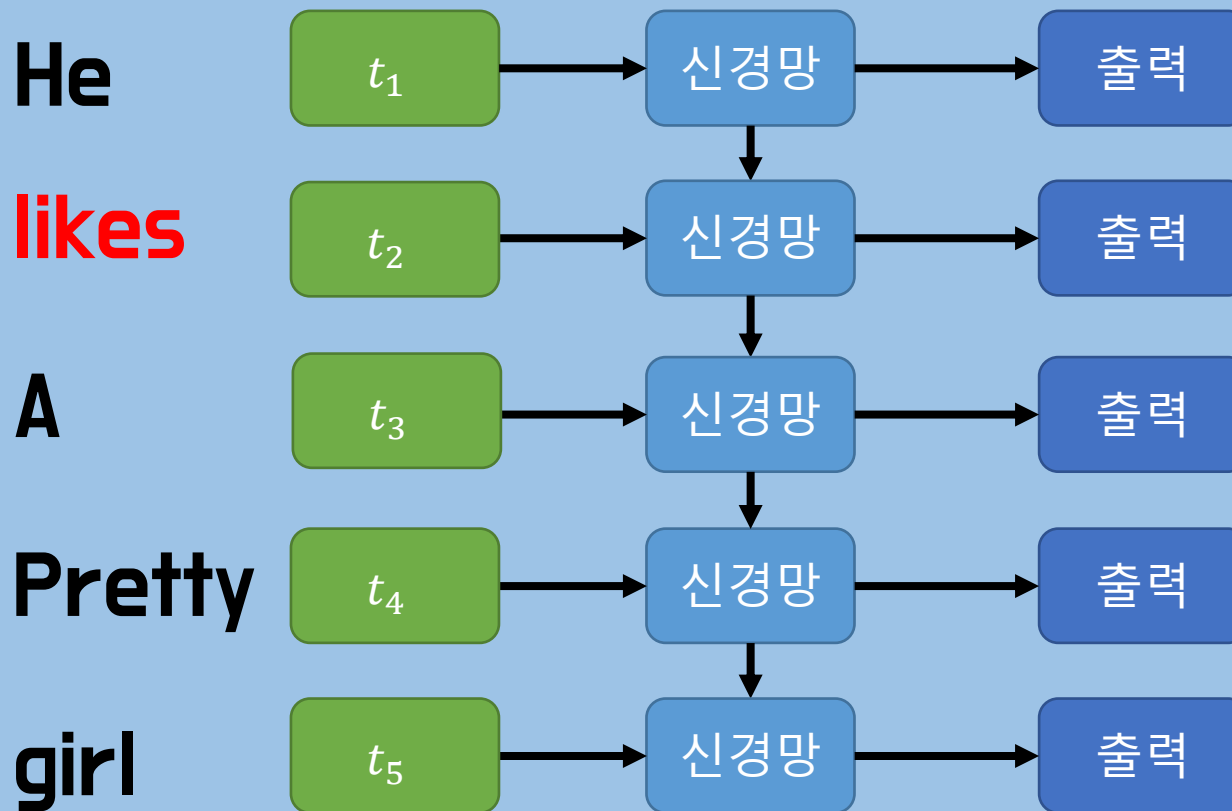 He t₁ 신경망 출력
likes t₂ 신경망 출력
A t₃ 신경망 출력
Pretty t₄ 신경망 출력
girl t₅ 신경망 출력